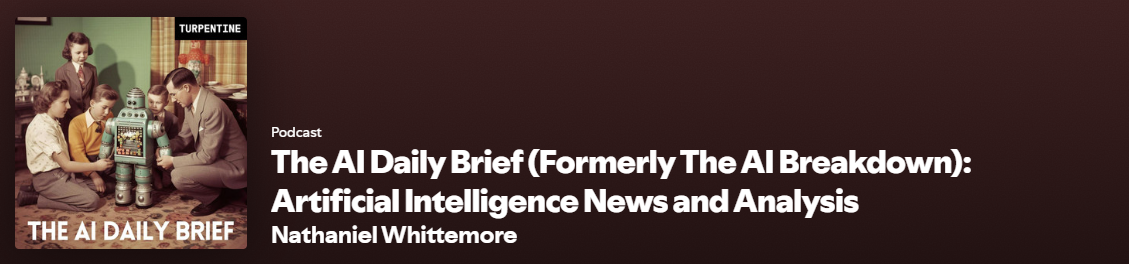 TURPENTINE
THE AI DAILY BRIEF
Podcast
The AI Daily Brief (Formerly The AI Breakdown):
Artificial Intelligence News and Analysis
Nathaniel Whittemore